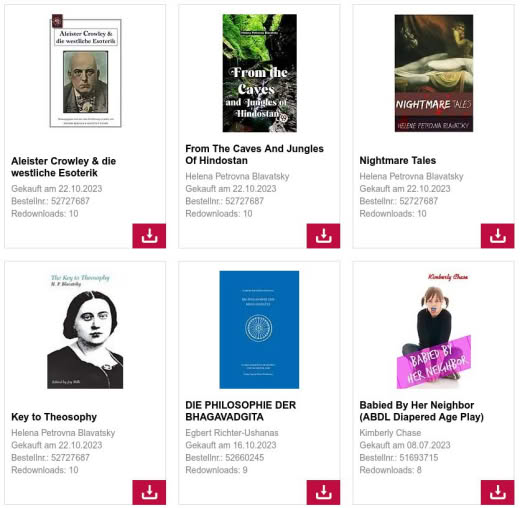 Aleister Crowley &
die westliche Esoterik
Aleister Crowley & die
westliche Esoterik
Gekauft am 22.10.2023
Bestellnr.: 52727687
Redownloads: 10
Helena Petrovna Blavatsky
From the
Caves
and Jungles of
Hindostan
From The Caves And Jungles
Of Hindostan
Helena Petrovna Blavatsky
Gekauft am 22.10.2023
Bestellnr.: 52727687
Redownloads: 10
NIGHTMARE TALES
HELENE PETROVNA BLAVATSKY
Nightmare Tales
Helena Petrovna Blavatsky
Gekauft am 22.10.2023
Bestellnr.: 52727687
Redownloads: 10
The Key to Theosophy
H. P. Blavatsky
Edited by Joy Mills
Key to Theosophy
Helena Petrovna Blavatsky
Gekauft am 22.10.2023
Bestellnr.: 52727687
Redownloads: 10
DIE PHILOSOPHIE DER
BHAGAVADGITA
DIE PHILOSOPHIE DER
BHAGAVADGITA
Egbert Richter-Ushanas
Gekauft am 16.10.2023
Bestellnr.: 52660245
Redownloads: 9
Kimberly Chase
BABIED BY
HER NEIGHBOR
Babied By Her Neighbor
(ABDL Diapered Age Play)
Kimberly Chase
Gekauft am 08.07.2023
Bestellnr.: 51693715
Redownloads: 8